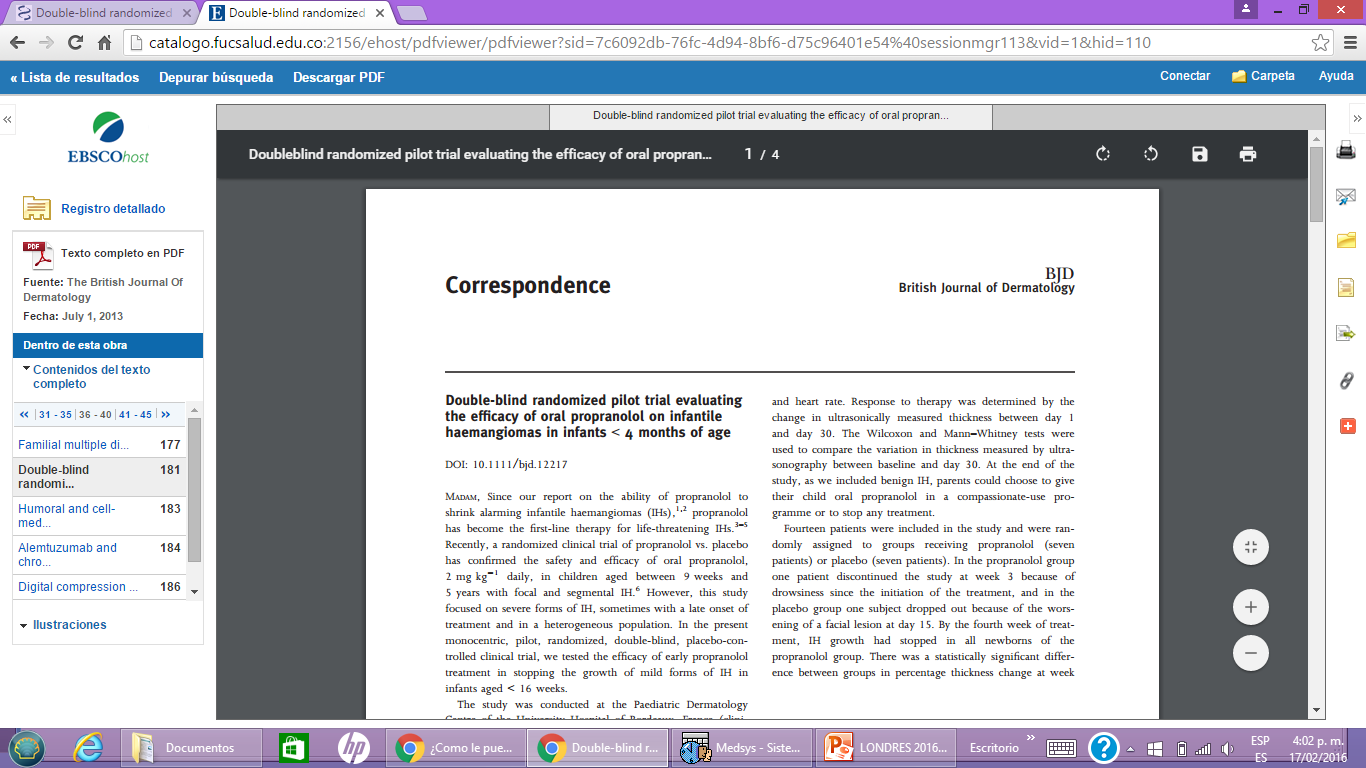 Double-blind randomized
Double-blind randomized
catalogo.fucsalud.edu.co:2156/ehost/pdfviewer/pdfviewer?sid=7c6092db-76fc-4d94-8bf6-d75c96401e54%40sessionmgr113&vid=1&hid=110
« Lista de resultados Depurar búsqueda Descargar PDF Conectar Carpeta Ayuda
Double-blind randomized pilot trial evaluating the efficacy of oral propran...
Doubleblind randomized pilot trial evaluating the efficacy of oral propran... 1 / 4
EBSCOhost
Registro detallado
PDF
Texto completo en PDF
Fuente: The British Journal Of
Dermatology
Fecha: July 1, 2013
Dentro de esta obra
Contenidos del texto
completo
«« | 31 - 35 | 36 - 40 | 41 - 45 | »»
Familial multiple di... 177
Double-blind 181
randomi...
Humoral and cell- 183
med...
Alemtuzumab and 184
chro...
Digital compression ... 186
Ilustraciones
Correspondence
BJD
British Journal of Dermatology
Double-blind randomized pilot trial evaluating
the efficacy of oral propranolol on infantile
haemangiomas in infants < 4 months of age
DOI: 10.1111/bjd.12217
MADAM, Since our report on the ability of propranolol to
shrink alarming infantile haemangiomas (IHs),1,2 propranolol
has become the first-line therapy for life-threatening IHs.3–5
Recently, a randomized clinical trial of propranolol vs. placebo
has confirmed the safety and efficacy of oral propranolol,
2 mg kg−1 daily, in children aged between 9 weeks and
5 years with focal and segmental IH.6 However, this study
focused on severe forms of IH, sometimes with a late onset of
treatment and in a heterogeneous population. In the present
monocentric, pilot, randomized, double-blind, placebo-con-
trolled clinical trial, we tested the efficacy of early propranolol
treatment in stopping the growth of mild forms of IH in
infants aged < 16 weeks.
The study was conducted at the Paediatric Dermatology
Centre of the University Hospital of Bordeaux, France (clini-
and heart rate. Response to therapy was determined by the
change in ultrasonically measured thickness between day 1
and day 30. The Wilcoxon and Mann–Whitney tests were
used to compare the variation in thickness measured by ultra-
sonography between baseline and day 30. At the end of the
study, as we included benign IH, parents could choose to give
their child oral propranolol in a compassionate-use pro-
gramme or to stop any treatment.
Fourteen patients were included in the study and were ran-
domly assigned to groups receiving propranolol (seven
patients) or placebo (seven patients). In the propranolol group
one patient discontinued the study at week 3 because of
drowsiness since the initiation of the treatment, and in the
placebo group one subject dropped out because of the wors-
ening of a facial lesion at day 15. By the fourth week of treat-
ment, IH growth had stopped in all newborns of the
propranolol group. There was a statistically significant differ-
ence between groups in percentage thickness change at week
Documentos hp ¿Como le pue... Double-blind r... Medsys - Siste... LONDRES 2016... Escritorio ESP 4:02 p. m.
ES 17/02/2016